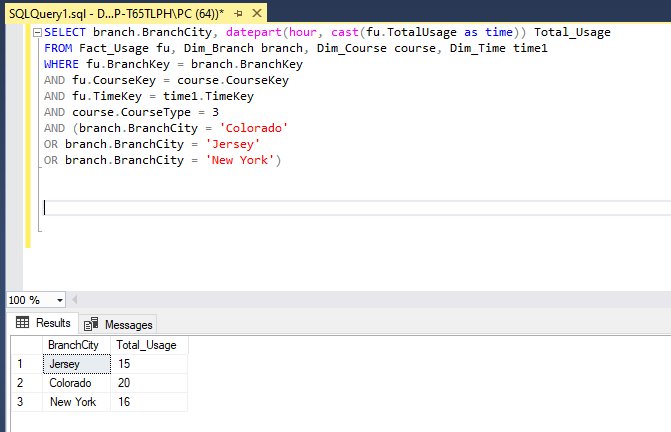 SQLQuery1.sql - D...P-T65TLPH\PC (64))*
SELECT branch.BranchCity, datepart(hour, cast(fu.TotalUsage as time)) Total_Usage
FROM Fact_Usage fu, Dim_Branch branch, Dim_Course course, Dim_Time time1
WHERE fu.BranchKey = branch.BranchKey
AND fu.CourseKey = course.CourseKey
AND fu.TimeKey = time1.TimeKey
AND course.CourseType = 3
AND (branch.BranchCity = 'Colorado'
OR branch.BranchCity = 'Jersey'
OR branch.BranchCity = 'New York')
100 %
Results Messages
BranchCity Total_Usage
1 Jersey 15
2 Colorado 20
3 New York 16